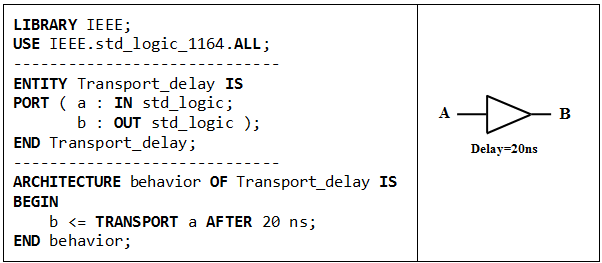 LIBRARY IEEE;
USE IEEE.std_logic_1164.ALL;
-----------------------------
ENTITY Transport_delay IS
PORT ( a : IN std_logic;
       b : OUT std_logic );
END Transport_delay;
-----------------------------
ARCHITECTURE behavior OF Transport_delay IS
BEGIN
    b <= TRANSPORT a AFTER 20 ns;
END behavior;
A B
Delay=20ns